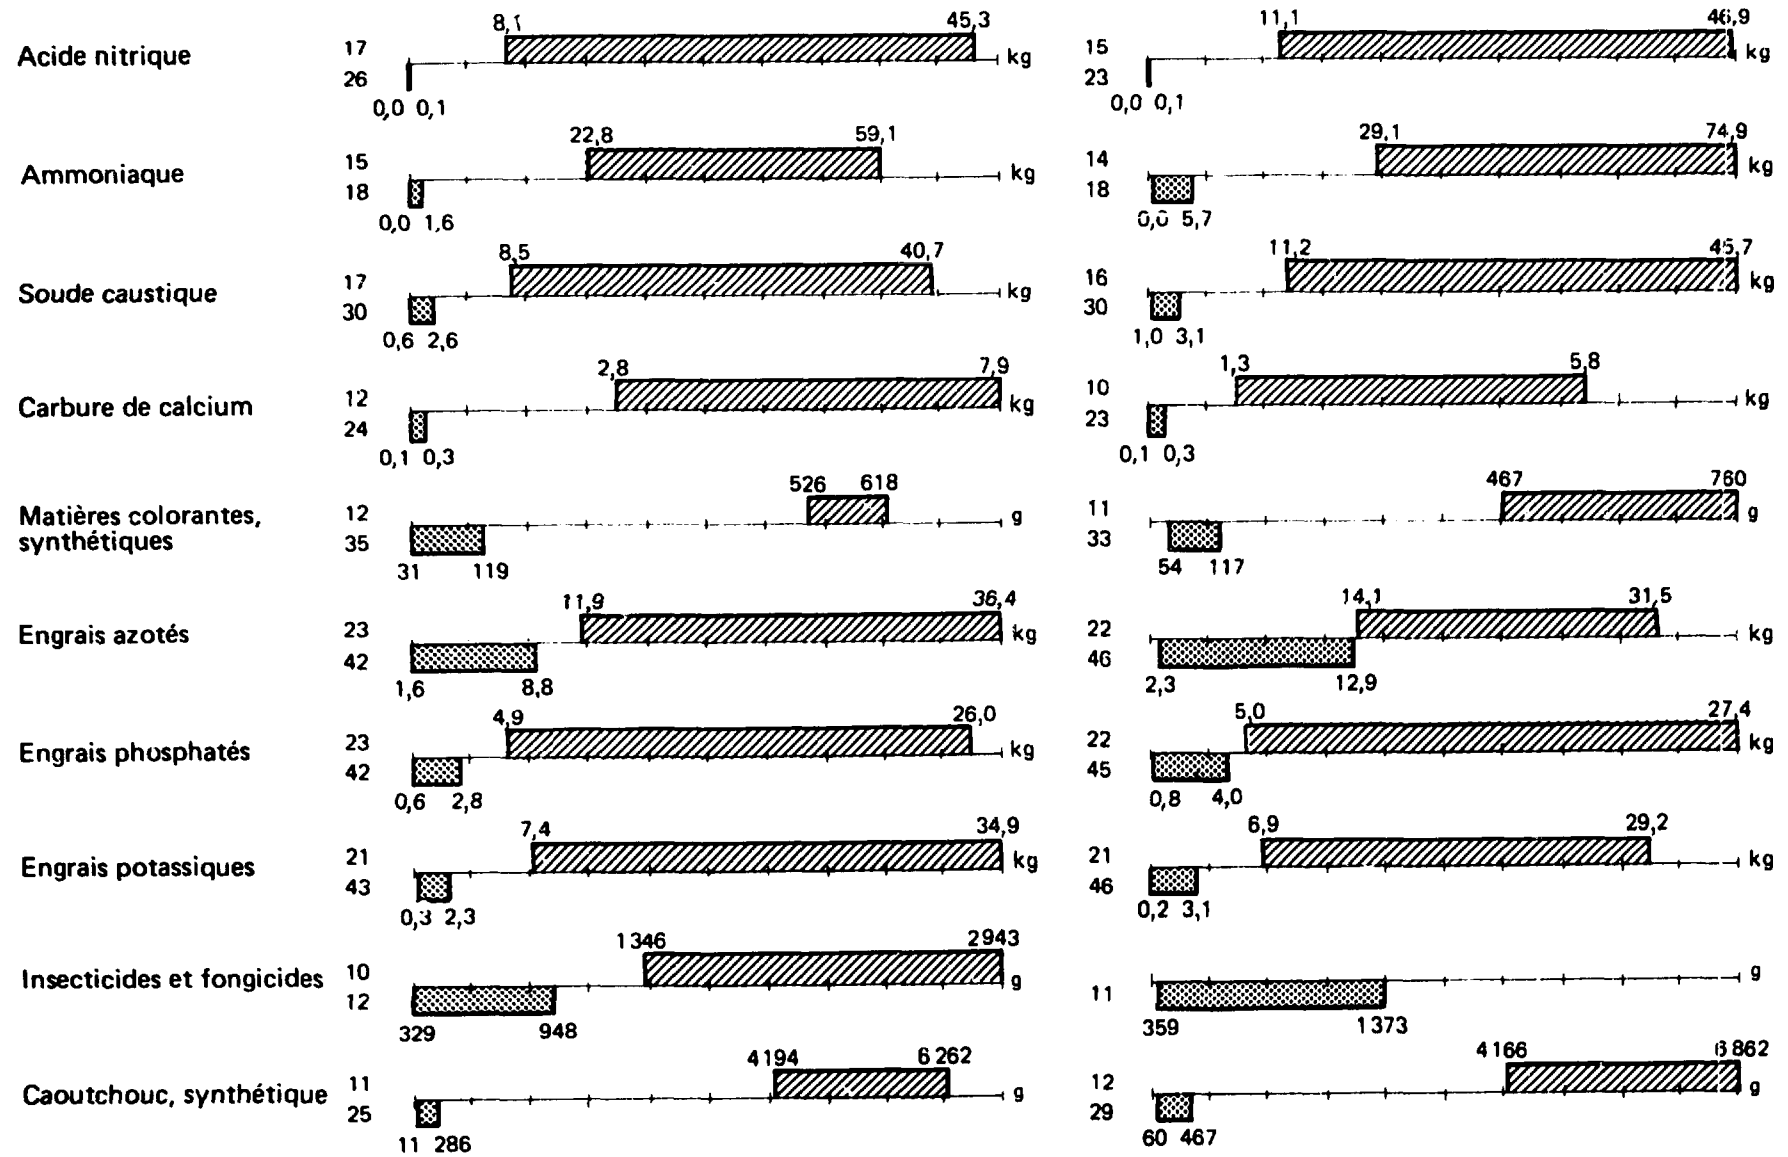 8,1 45,3 11,1 46,9
Acide nitrique 17 kg 15 kg
26 23
0,0 0,1 0,0 0,1
22,8 59,1 29,1 74,9
Ammoniaque 15 kg 14 kg
18 18
0,0 1,6 0,0 5,7
8,5 40,7 11,2 45,7
Soude caustique 17 kg 16 kg
30 30
0,6 2,6 1,0 3,1
2,8 7,9 1,3 5,8
Carbure de calcium 12 kg 10 kg
24 23
0,1 0,3 0,1 0,3
526 618 467 760
Matières colorantes, 12 g 11 g
synthétiques 35 33
31 119 54 117
11,9 36,4 14,1 31,5
Engrais azotés 23 kg 22 kg
42 46
1,6 8,8 2,3 12,9
4,9 26,0 5,0 27,4
Engrais phosphatés 23 kg 22 kg
42 45
0,6 2,8 0,8 4,0
7,4 34,9 6,9 29,2
Engrais potassiques 21 kg 21 kg
43 46
0,3 2,3 0,2 3,1
1 346 2 943
Insecticides et fongicides 10 g g
12 11
329 948 359 1 373
4 194 6 262 4 166 6 862
Caoutchouc, synthétique 11 g 12 g
25 29
11 286 60 467